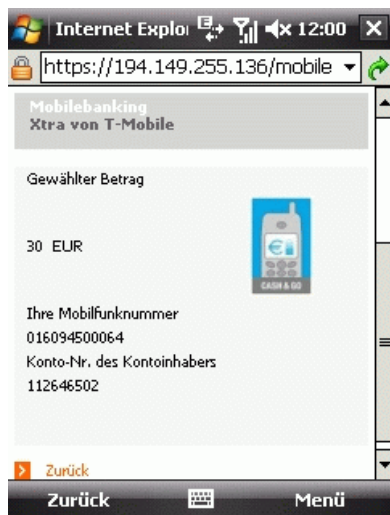 Internet Explo
12:00
https://194.149.255.136/mobile
Mobilebanking
Xtra von T-Mobile
Gewählter Betrag
30 EUR
CASH & GO
Ihre Mobilfunknummer
016094500064
Konto-Nr. des Kontoinhabers
112646502
Zurück
Zurück
Menü